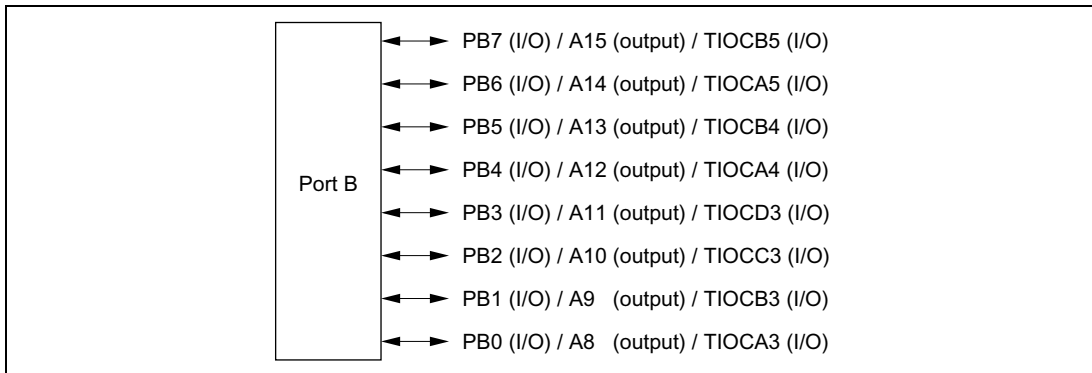 Port B
PB7 (I/O) / A15 (output) / TIOCB5 (I/O)
PB6 (I/O) / A14 (output) / TIOCA5 (I/O)
PB5 (I/O) / A13 (output) / TIOCB4 (I/O)
PB4 (I/O) / A12 (output) / TIOCA4 (I/O)
PB3 (I/O) / A11 (output) / TIOCD3 (I/O)
PB2 (I/O) / A10 (output) / TIOCC3 (I/O)
PB1 (I/O) / A9 (output) / TIOCB3 (I/O)
PB0 (I/O) / A8 (output) / TIOCA3 (I/O)